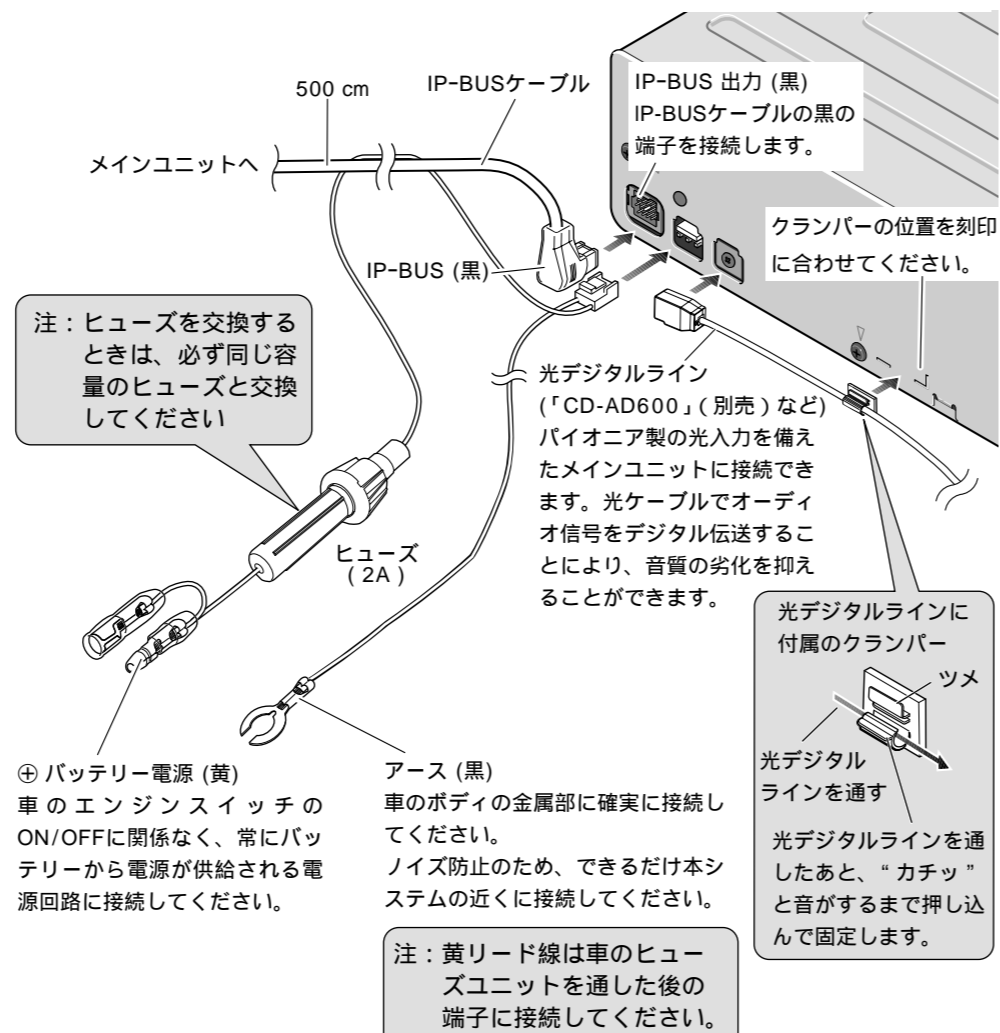 500 cm
IP-BUSケーブル
メインユニットへ
IP-BUS 出力 (黒)
IP-BUSケーブルの黒の
端子を接続します。
クランパーの位置を刻印
に合わせてください。
IP-BUS (黒)
注：ヒューズを交換する
ときは、必ず同じ容
量のヒューズと交換
してください
ヒューズ
(2A)
光デジタルライン
(「CD-AD600」(別売)など)
パイオニア製の光入力を備え
たメインユニットに接続でき
ます。光ケーブルでオーディ
オ信号をデジタル伝送するこ
とにより、音質の劣化を抑え
ることができます。
光デジタルラインに
付属のクランパー
ツメ
光デジタル
ラインを通す
光デジタルラインを通
したあと、“カチッ”
と音がするまで押し込
んで固定します。
⊕ バッテリー電源 (黄)
車のエンジンスイッチの
ON/OFFに関係なく、常にバッ
テリーから電源が供給される電
源回路に接続してください。
アース (黒)
車のボディの金属部に確実に接続し
てください。
ノイズ防止のため、できるだけ本シ
ステムの近くに接続してください。
注：黄リード線は車のヒュー
ズユニットを通した後の
端子に接続してください。